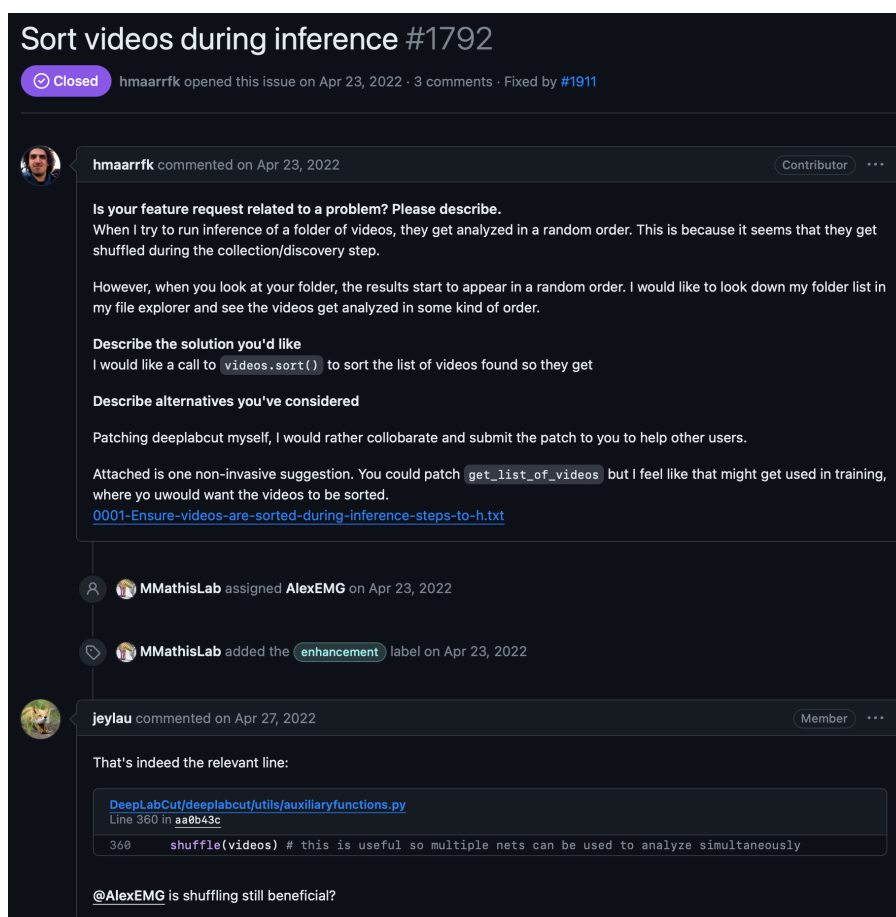 Sort videos during inference #1792
Closed hmaarrfk opened this issue on Apr 23, 2022 · 3 comments · Fixed by #1911
hmaarrfk commented on Apr 23, 2022 Contributor ···
Is your feature request related to a problem? Please describe.
When I try to run inference of a folder of videos, they get analyzed in a random order. This is because it seems that they get
shuffled during the collection/discovery step.
However, when you look at your folder, the results start to appear in a random order. I would like to look down my folder list in
my file explorer and see the videos get analyzed in some kind of order.
Describe the solution you'd like
I would like a call to videos.sort() to sort the list of videos found so they get
Describe alternatives you've considered
Patching deeplabcut myself, I would rather collobarate and submit the patch to you to help other users.
Attached is one non-invasive suggestion. You could patch get_list_of_videos but I feel like that might get used in training,
where yo uwould want the videos to be sorted.
0001-Ensure-videos-are-sorted-during-inference-steps-to-h.txt
MMathisLab assigned AlexEMG on Apr 23, 2022
MMathisLab added the enhancement label on Apr 23, 2022
jeylau commented on Apr 27, 2022 Member ···
That's indeed the relevant line:
DeepLabCut/deeplabcut/utils/auxiliaryfunctions.py
Line 360 in aa0b43c
360 shuffle(videos) # this is useful so multiple nets can be used to analyze simultaneously
@AlexEMG is shuffling still beneficial?